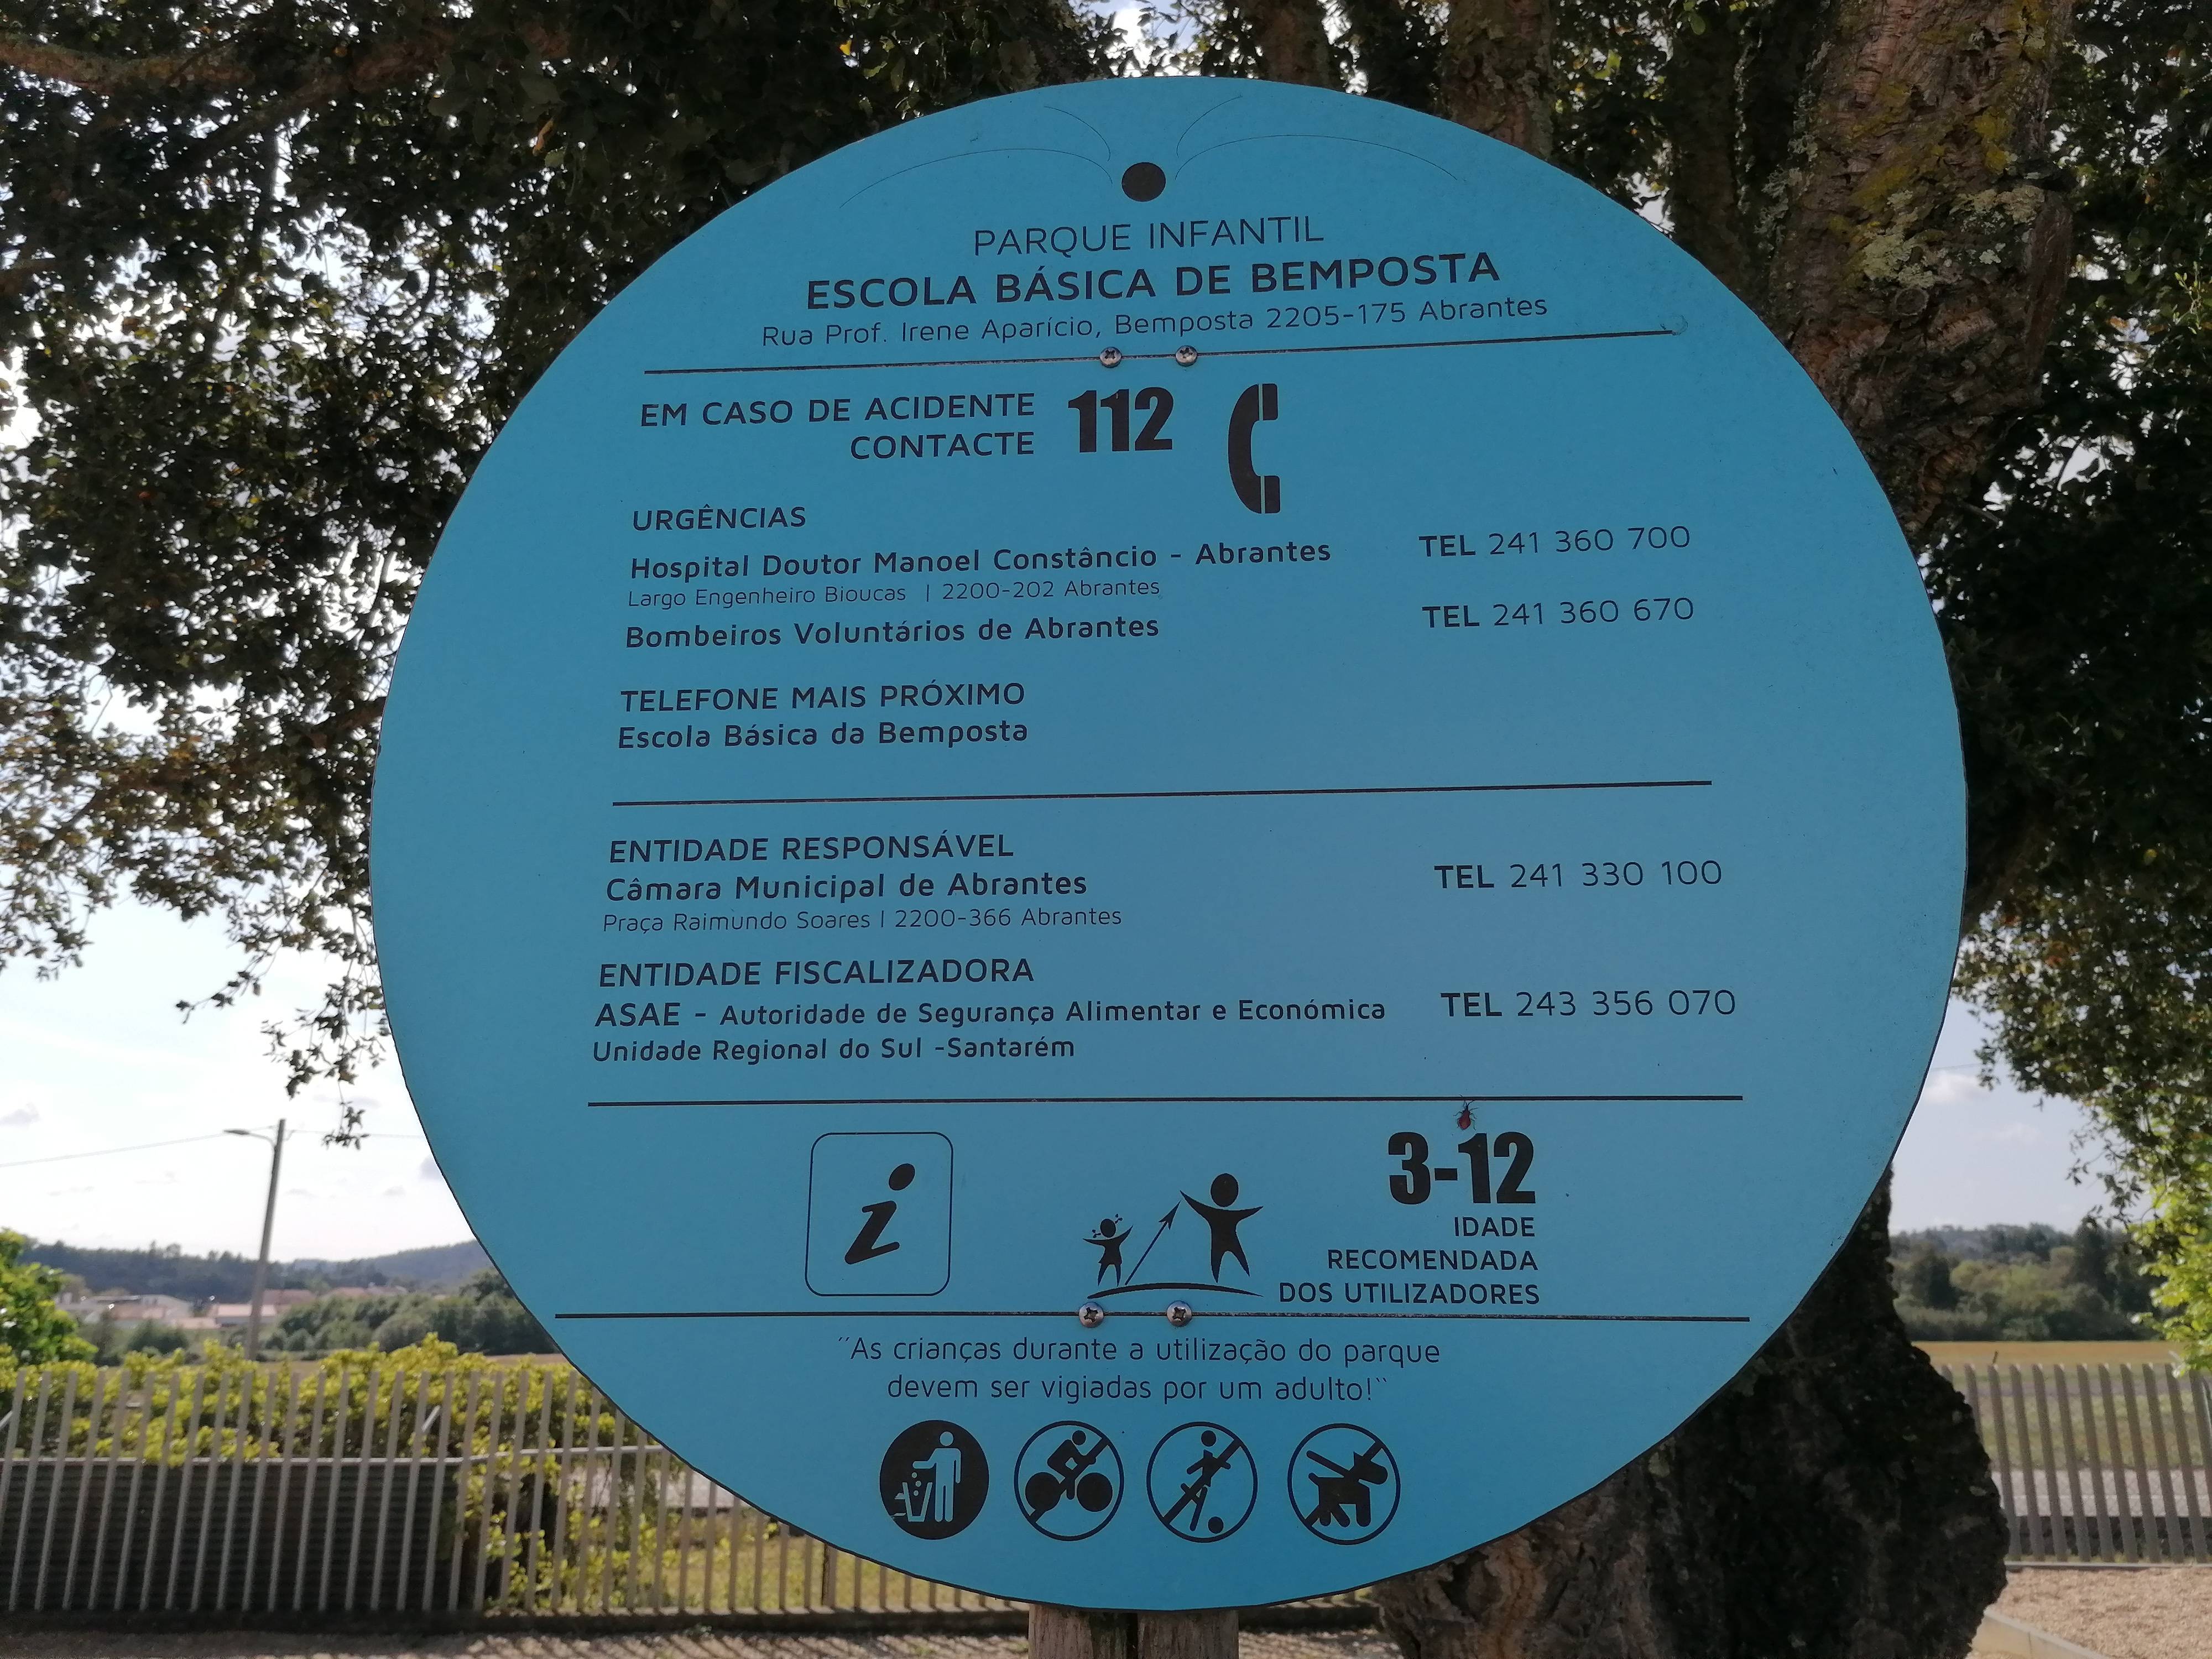 PARQUE INFANTIL
ESCOLA BÁSICA DE BEMPOSTA
Rua Prof. Irene Aparício, Bemposta 2205-175 Abrantes
EM CASO DE ACIDENTE
CONTACTE
112
URGÊNCIAS
Hospital Doutor Manoel Constâncio - Abrantes TEL 241 360 700
Largo Engenheiro Bioucas | 2200-202 Abrantes
Bombeiros Voluntários de Abrantes TEL 241 360 670
TELEFONE MAIS PRÓXIMO
Escola Básica da Bemposta
ENTIDADE RESPONSÁVEL
Câmara Municipal de Abrantes TEL 241 330 100
Praça Raimundo Soares | 2200-366 Abrantes
ENTIDADE FISCALIZADORA
ASAE - Autoridade de Segurança Alimentar e Económica TEL 243 356 070
Unidade Regional do Sul -Santarém
i
3-12
IDADE
RECOMENDADA
DOS UTILIZADORES
´´As crianças durante a utilização do parque
devem ser vigiadas por um adulto!``